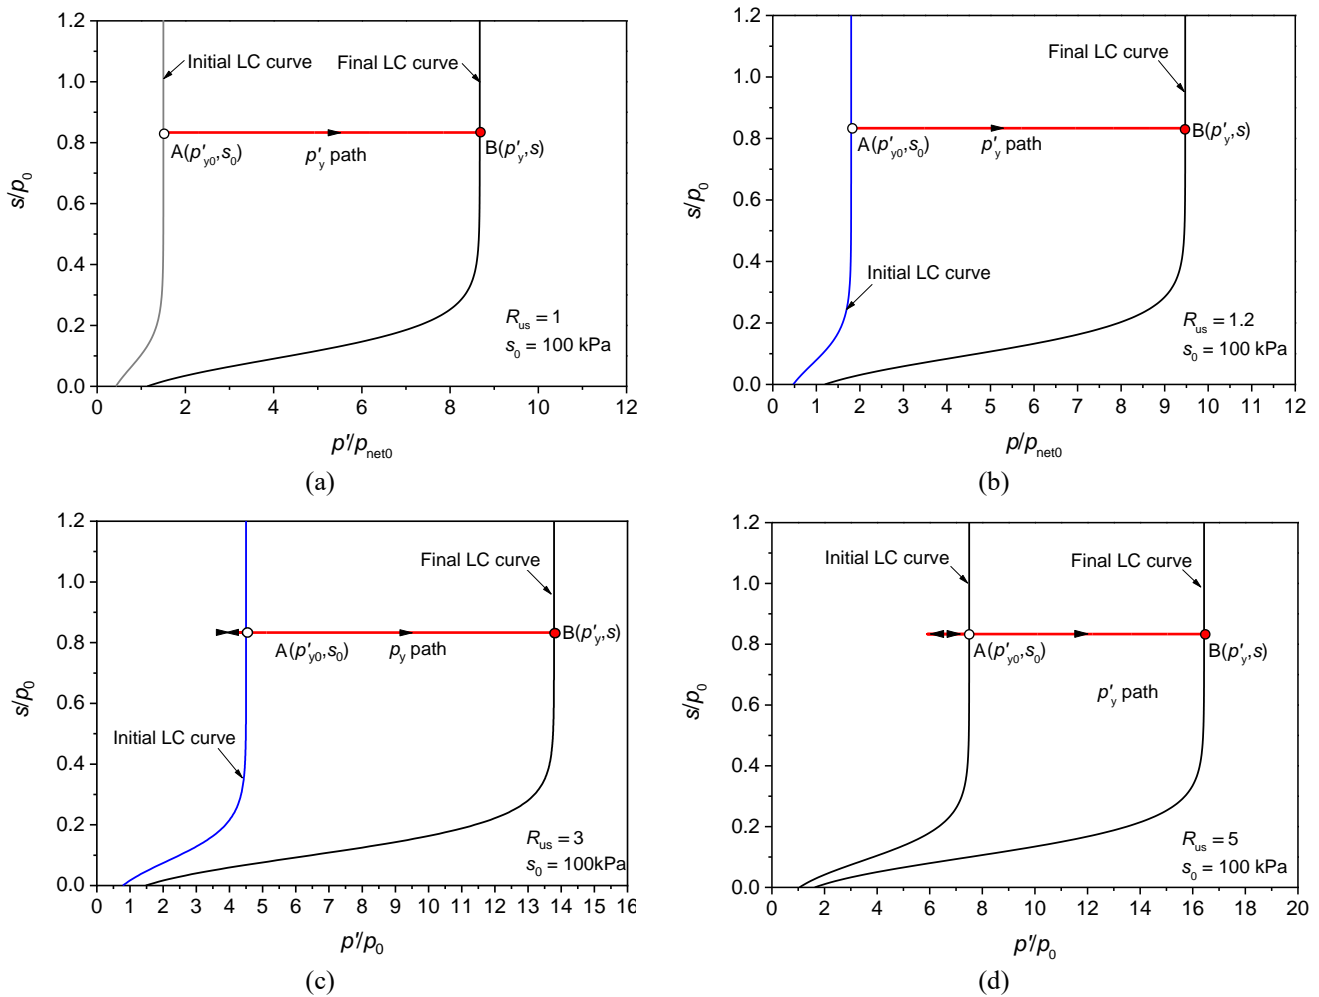 1.2
1.0
0.8
0.6
0.4
0.2
0.0
s/p0
Initial LC curve
Final LC curve
A(p′y0,s0)
p′y path
B(p′y,s)
Rus = 1
s0 = 100 kPa
0 2 4 6 8 10 12
p′/pnet0
(a)
1.2
1.0
0.8
0.6
0.4
0.2
0.0
s/p0
Final LC curve
A(p′y0,s0)
p′y path
B(p′y,s)
Initial LC curve
Rus = 1.2
s0 = 100 kPa
0 1 2 3 4 5 6 7 8 9 10 11 12
p/pnet0
(b)
1.2
1.0
0.8
0.6
0.4
0.2
0.0
s/p0
Final LC curve
A(p′y0,s0)
py path
B(p′y,s)
Initial LC curve
Rus = 3
s0 = 100kPa
0 1 2 3 4 5 6 7 8 9 10 11 12 13 14 15 16
p′/p0
(c)
1.2
1.0
0.8
0.6
0.4
0.2
0.0
s/p0
Initial LC curve
Final LC curve
A(p′y0,s0)
B(p′y,s)
p′y path
Rus = 5
s0 = 100 kPa
0 2 4 6 8 10 12 14 16 18 20
p′/p0
(d)